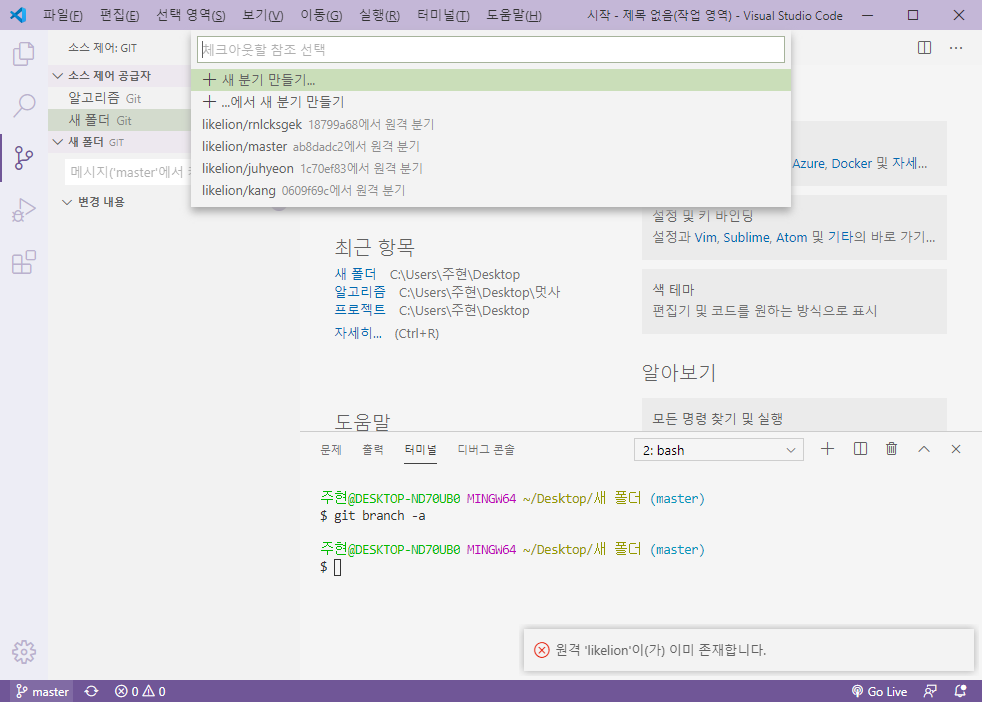 파일(F) 편집(E) 선택 영역(S) 보기(V) 이동(G) 실행(R) 터미널(T) 도움말(H) 시작 - 제목 없음(작업 영역) - Visual Studio Code
소스 제어: GIT
체크아웃할 참조 선택
소스 제어 공급자
알고리즘 Git
새 폴더 Git
새 폴더 GIT
메시지('master'에서
변경 내용
+ 새 분기 만들기...
+ ...에서 새 분기 만들기
likelion/rnlcksgek 18799a68에서 원격 분기
likelion/master ab8dadc2에서 원격 분기
likelion/juhyeon 1c70ef83에서 원격 분기
likelion/kang 0609f69c에서 원격 분기
Azure, Docker 및 자세...
설정 및 키 바인딩
설정과 Vim, Sublime, Atom 및 기타의 바로 가기...
최근 항목
새 폴더 C:\Users\주현\Desktop
알고리즘 C:\Users\주현\Desktop\멋사
프로젝트 C:\Users\주현\Desktop
자세히... (Ctrl+R)
색 테마
편집기 및 코드를 원하는 방식으로 표시
알아보기
도움말
모든 명령 찾기 및 실행
문제 출력 터미널 디버그 콘솔 2: bash
주현@DESKTOP-ND70UB0 MINGW64 ~/Desktop/새 폴더 (master)
$ git branch -a
주현@DESKTOP-ND70UB0 MINGW64 ~/Desktop/새 폴더 (master)
$
원격 'likelion'이(가) 이미 존재합니다.
master 0 0 Go Live